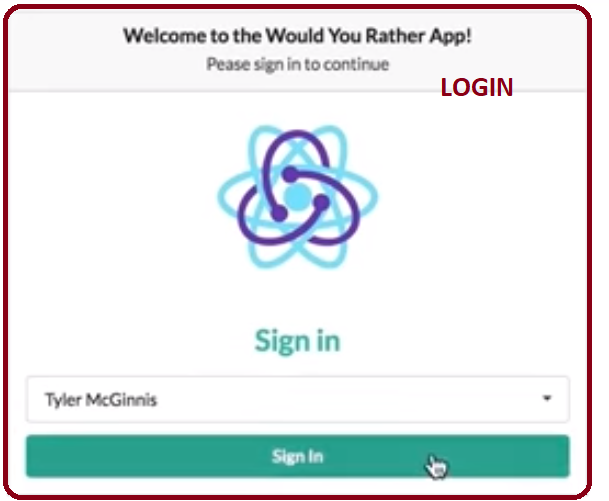 Welcome to the Would You Rather App!
Pease sign in to continue
LOGIN
Sign in
Tyler McGinnis
Sign In